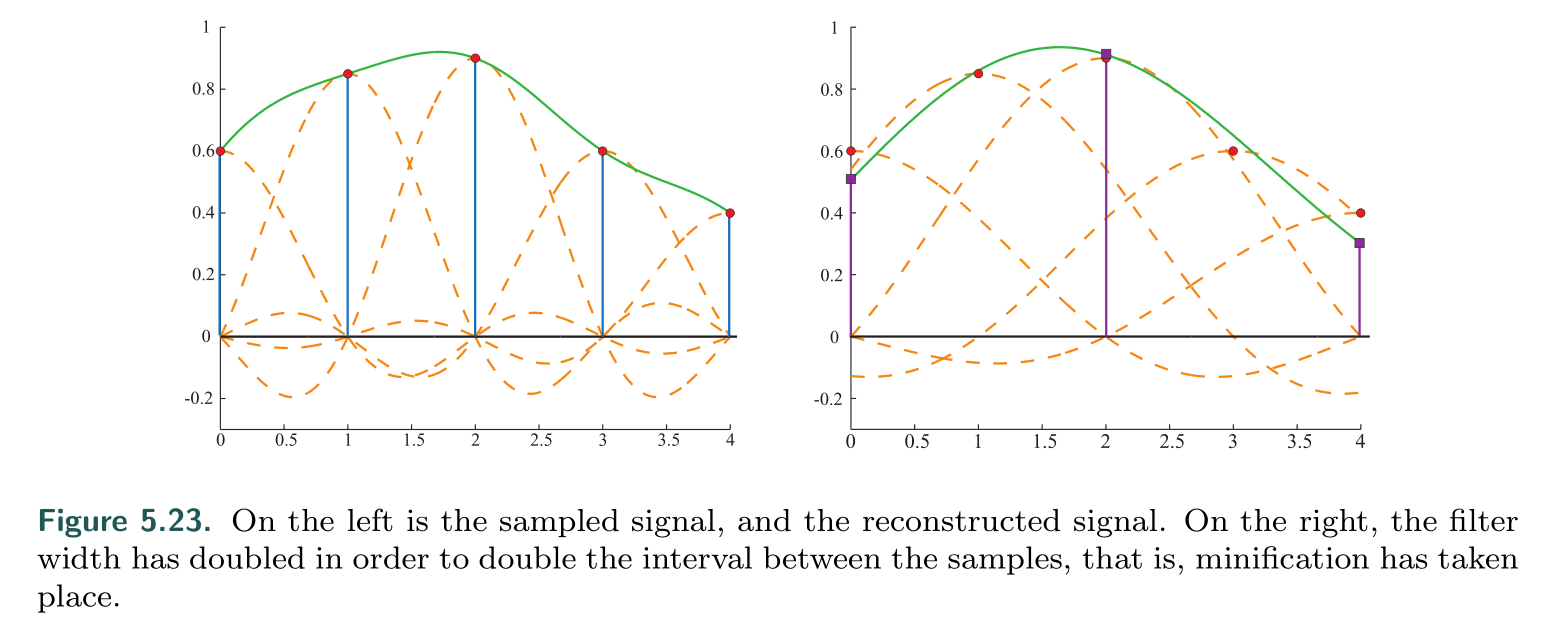 1
0.8
0.6
0.4
0.2
0
-0.2
0 0.5 1 1.5 2 2.5 3 3.5 4
1
0.8
0.6
0.4
0.2
0
-0.2
0 0.5 1 1.5 2 2.5 3 3.5 4
Figure 5.23. On the left is the sampled signal, and the reconstructed signal. On the right, the filter
width has doubled in order to double the interval between the samples, that is, minification has taken
place.